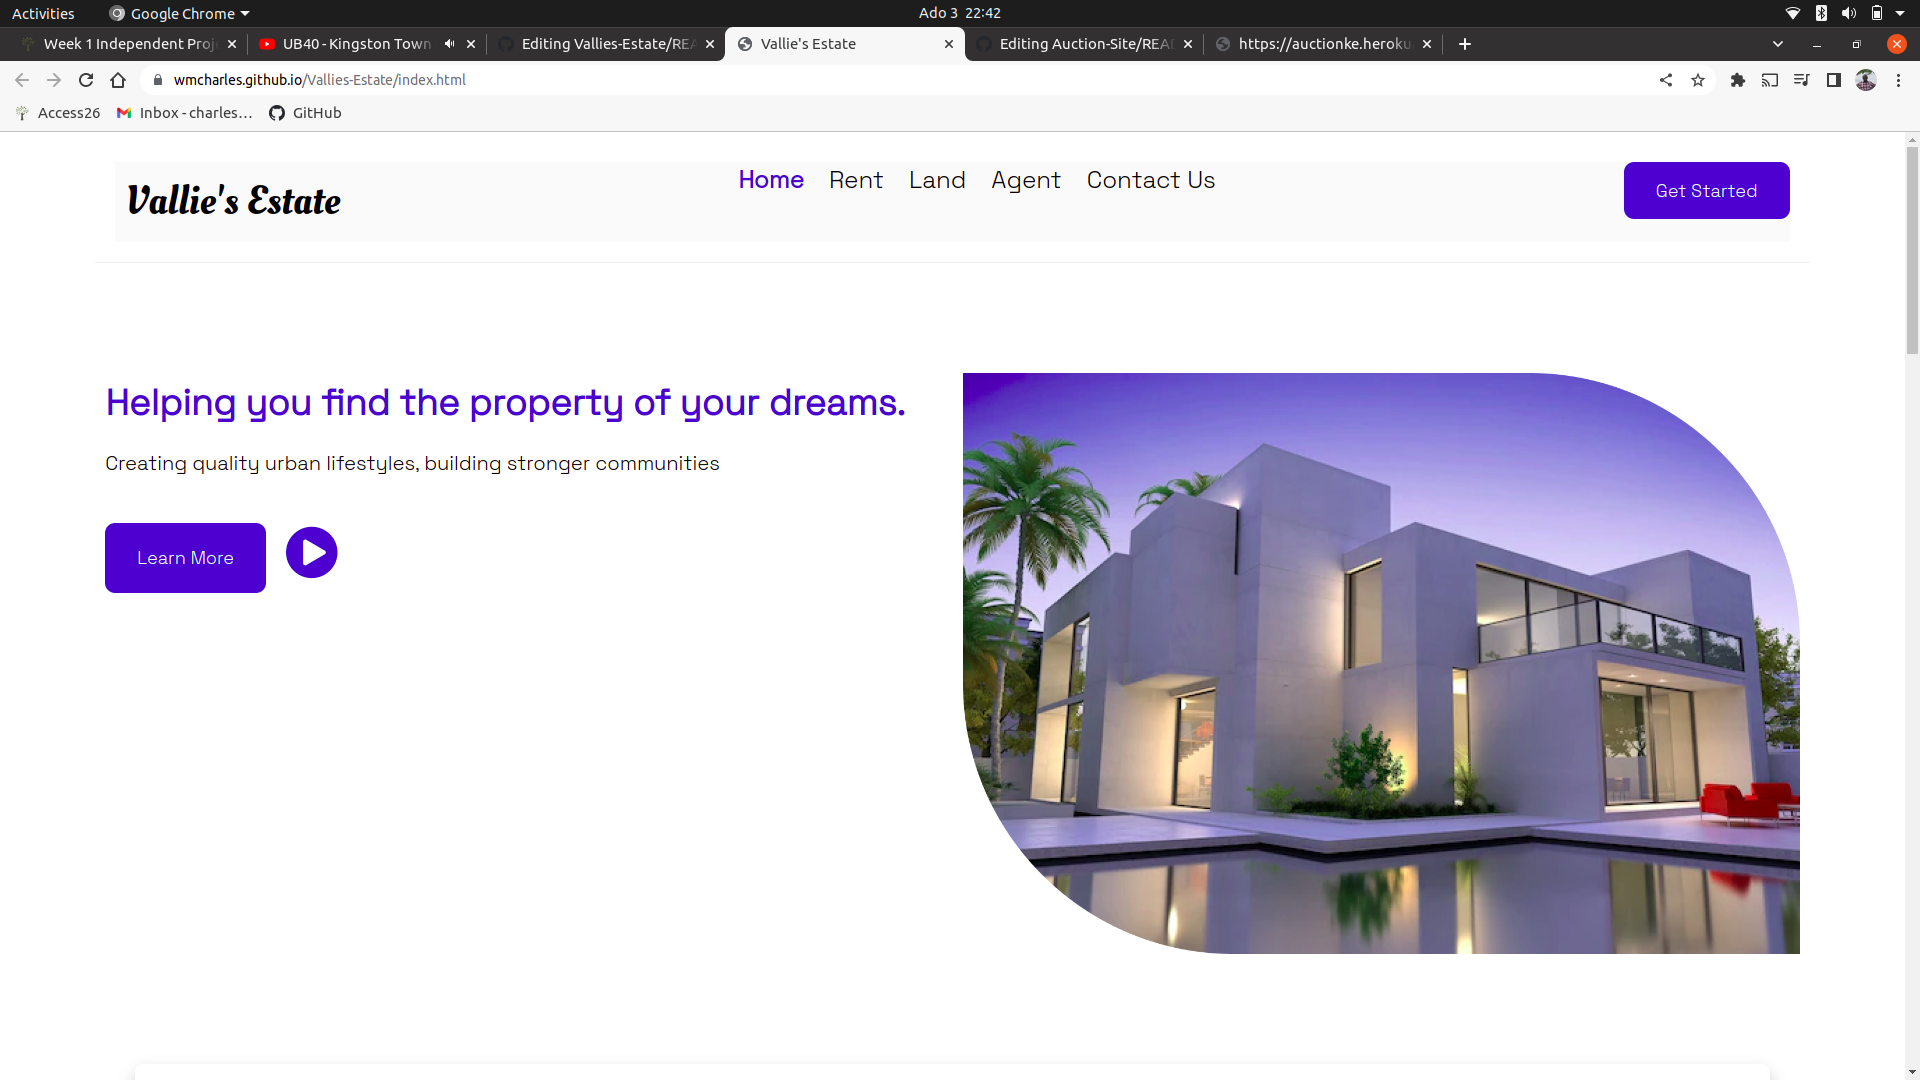 Activities Google Chrome Ado 3 22:42
Week 1 Independent Proj UB40 - Kingston Town Editing Vallies-Estate/REA Vallie's Estate Editing Auction-Site/READ https://auctionke.heroku
wmcharles.github.io/Vallies-Estate/index.html
Access26 Inbox - charles... GitHub
Vallie's Estate Home Rent Land Agent Contact Us Get Started
Helping you find the property of your dreams.
Creating quality urban lifestyles, building stronger communities
Learn More